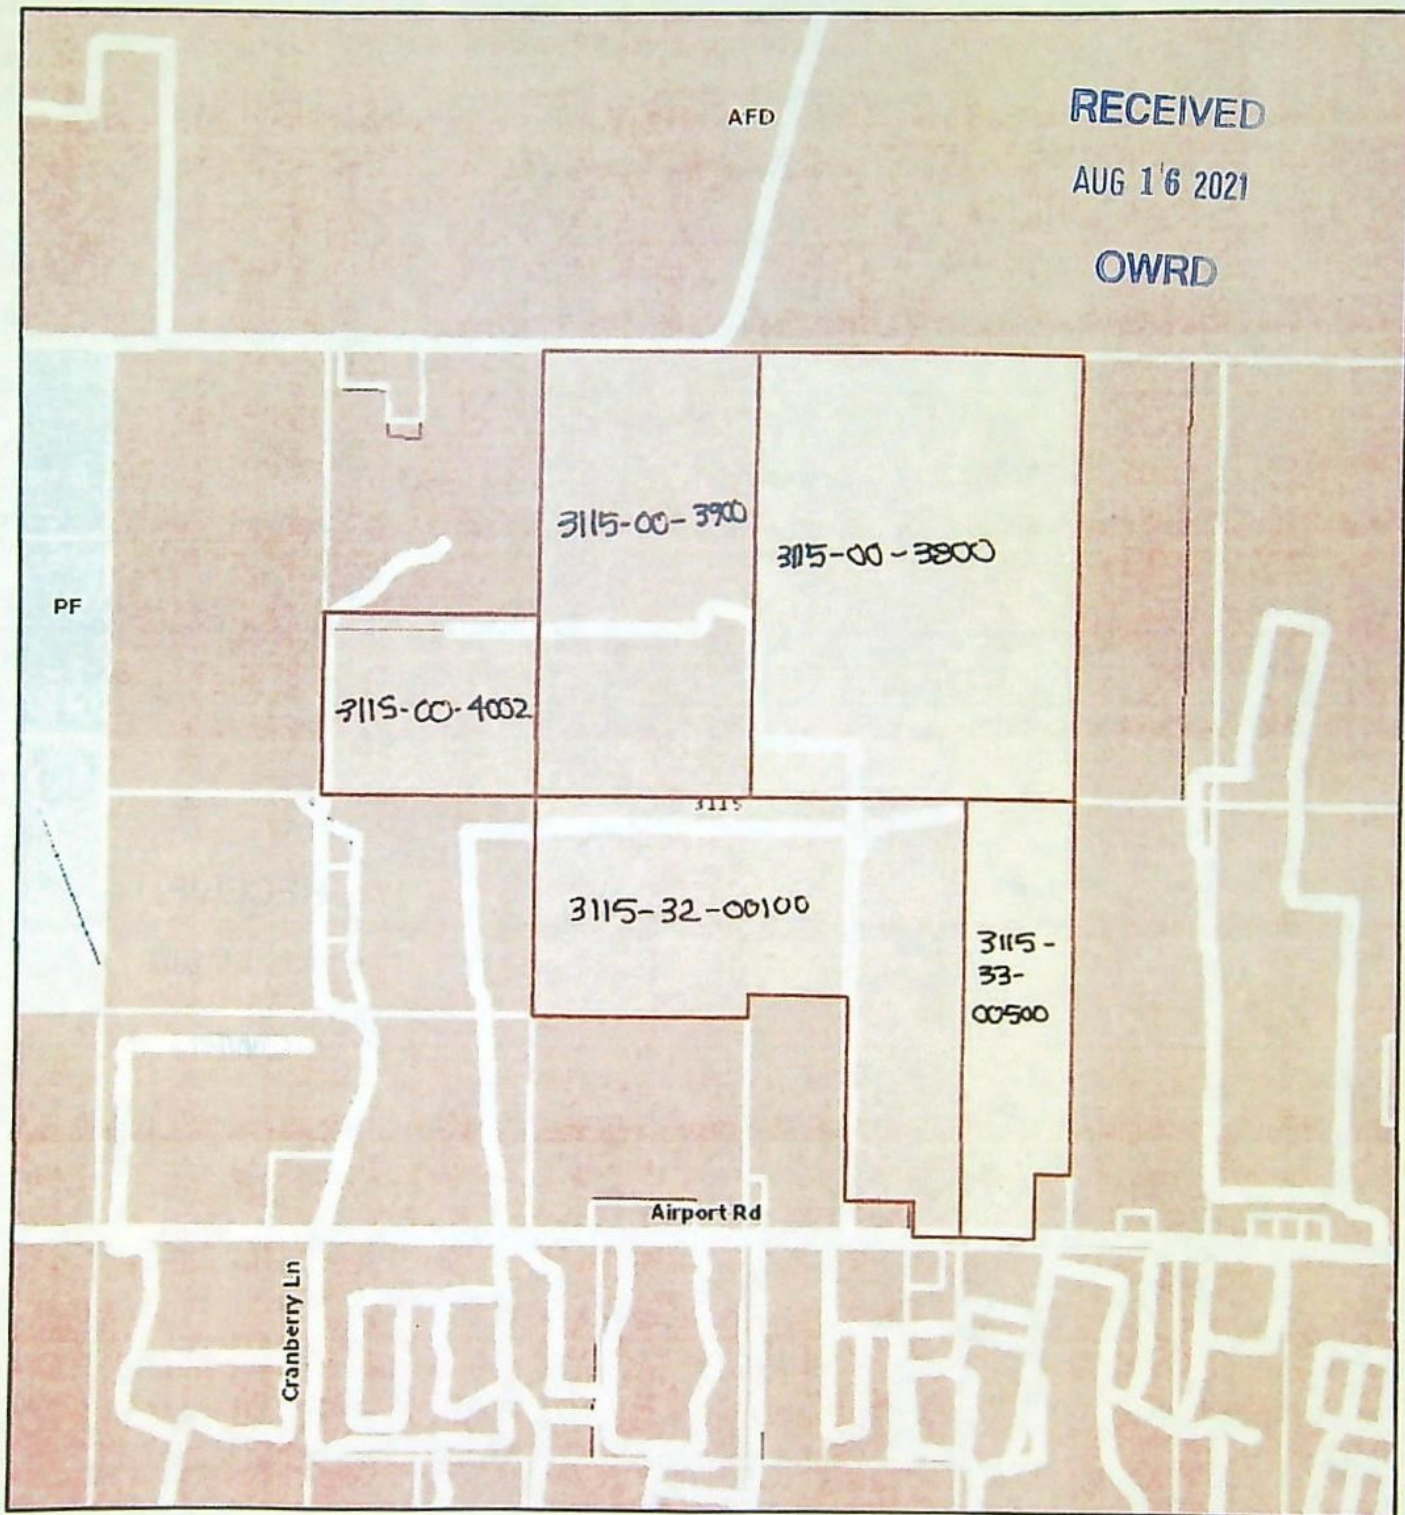 AFD
RECEIVED
AUG 16 2021
OWRD
3115-00-3900
3115-00-3800
PF
3115-00-4002
3115
3115-32-00100
3115-
33-
00500
Airport Rd
Cranberry Ln